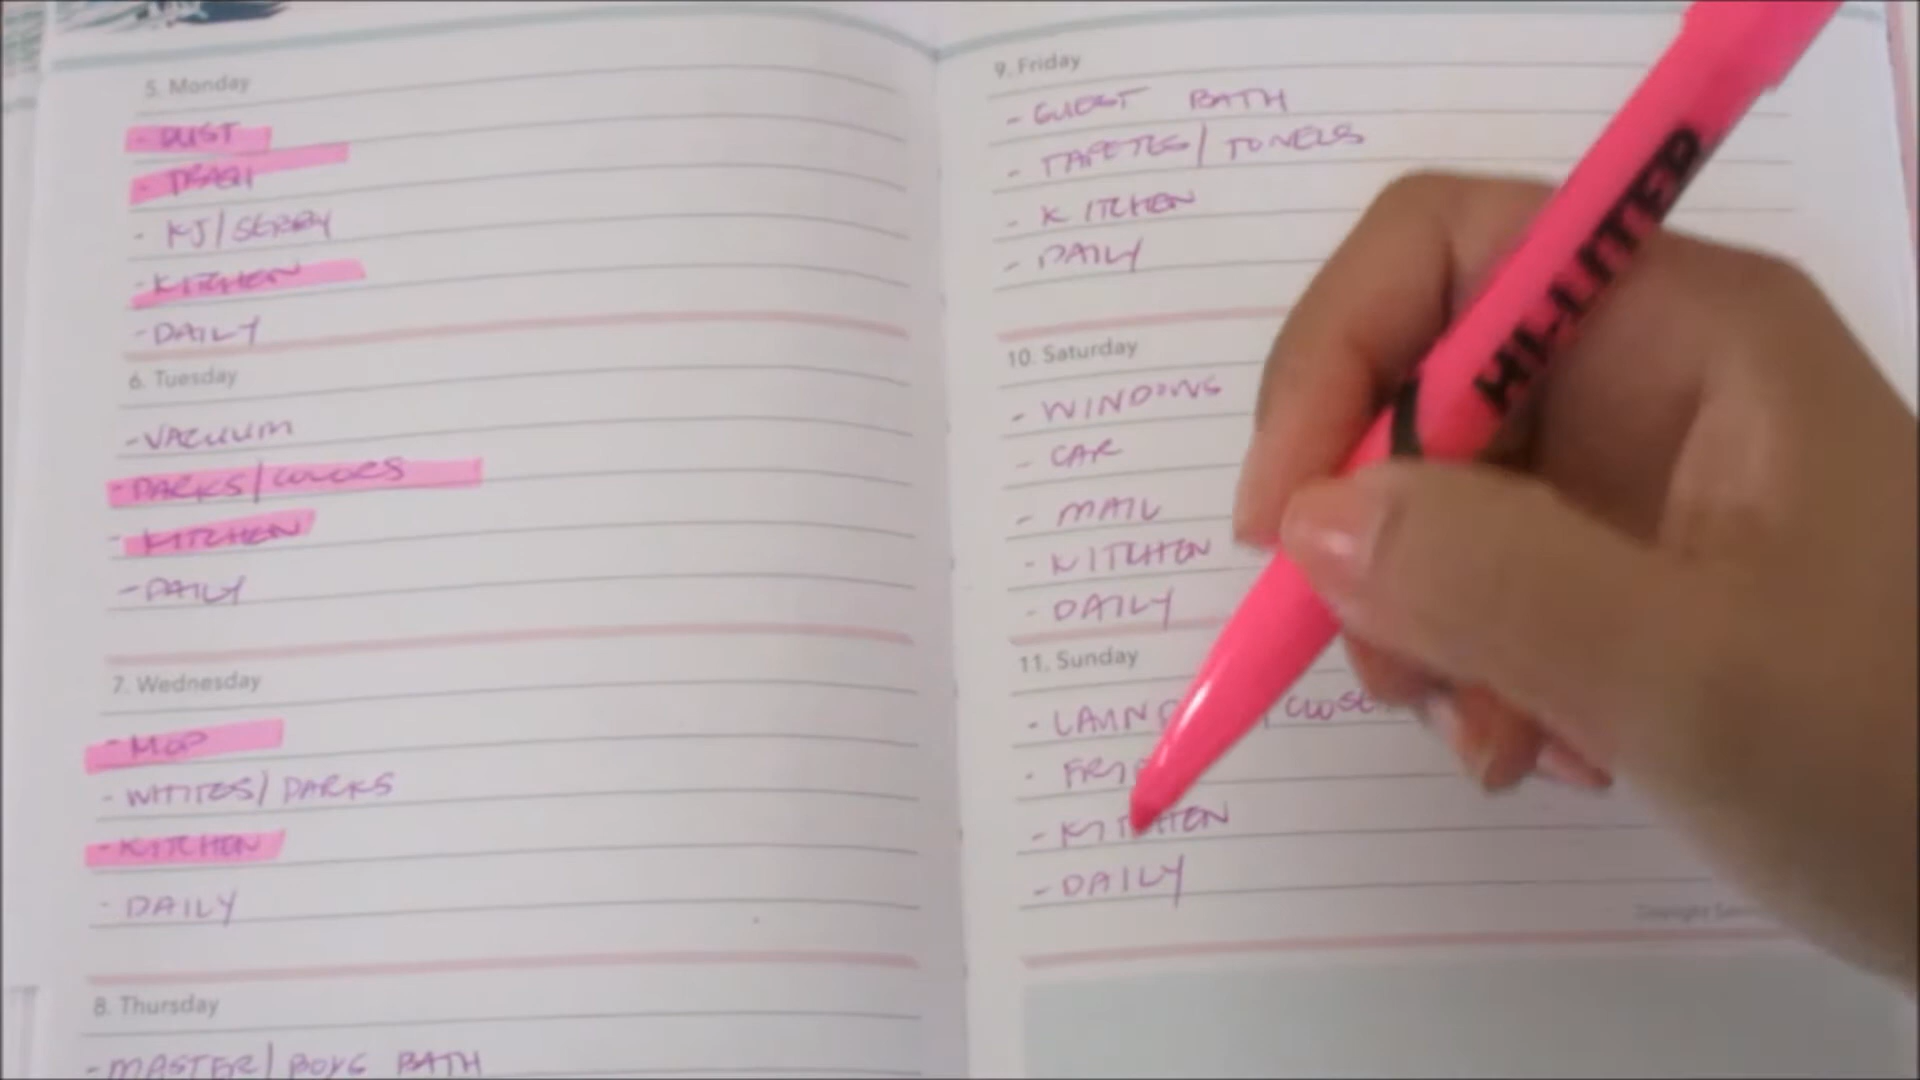 5. Monday
- DUST
- TRASH
- KJ/SERGY
- KITCHEN
- DAILY
6. Tuesday
- VACUUM
- DARKS/COLORS
- KITCHEN
- DAILY
7. Wednesday
- MOP
- WHITES/DARKS
- KITCHEN
- DAILY
8. Thursday
- MASTER/BOYS BATH
9. Friday
- GUEST BATH
- TAPETES/TOWELS
- KITCHEN
- DAILY
10. Saturday
- WINDOWS
- CAR
- MAIL
- KITCHEN
- DAILY
11. Sunday
- KITCHEN
- DAILY
HI-LITER